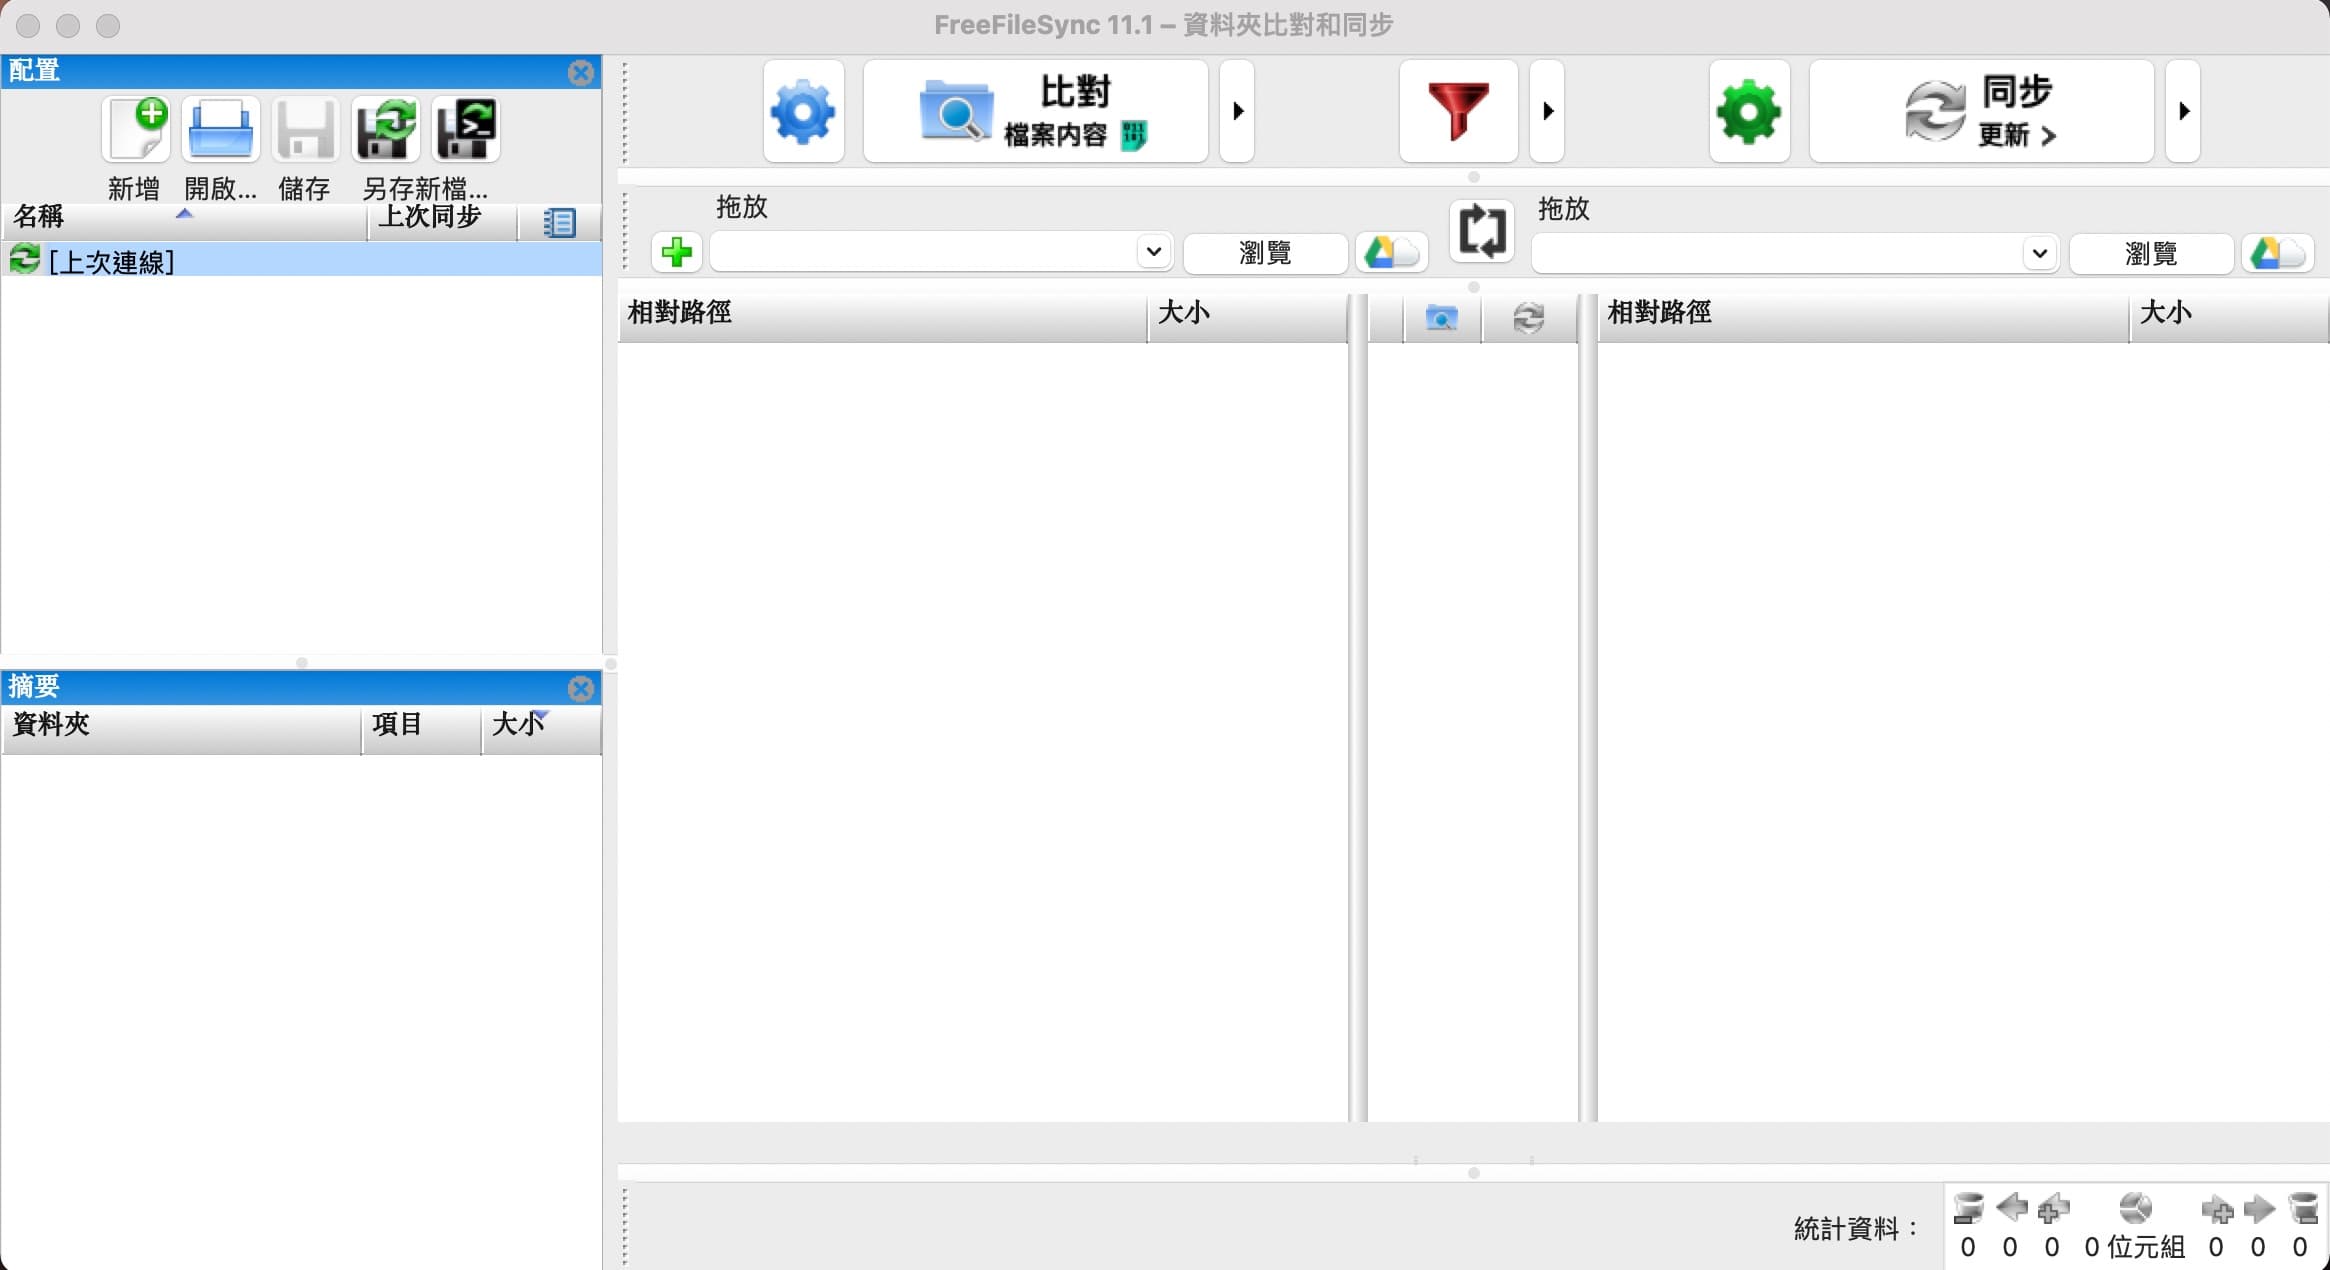 FreeFileSync 11.1 – 資料夾比對和同步
配置
新增 開啟... 儲存 另存新檔...
名稱 上次同步
[上次連線]
摘要
資料夾 項目 大小
比對
檔案內容
同步
更新 >
拖放
瀏覽
拖放
瀏覽
相對路徑 大小
相對路徑 大小
統計資料：
0 0 0 0 位元組 0 0 0